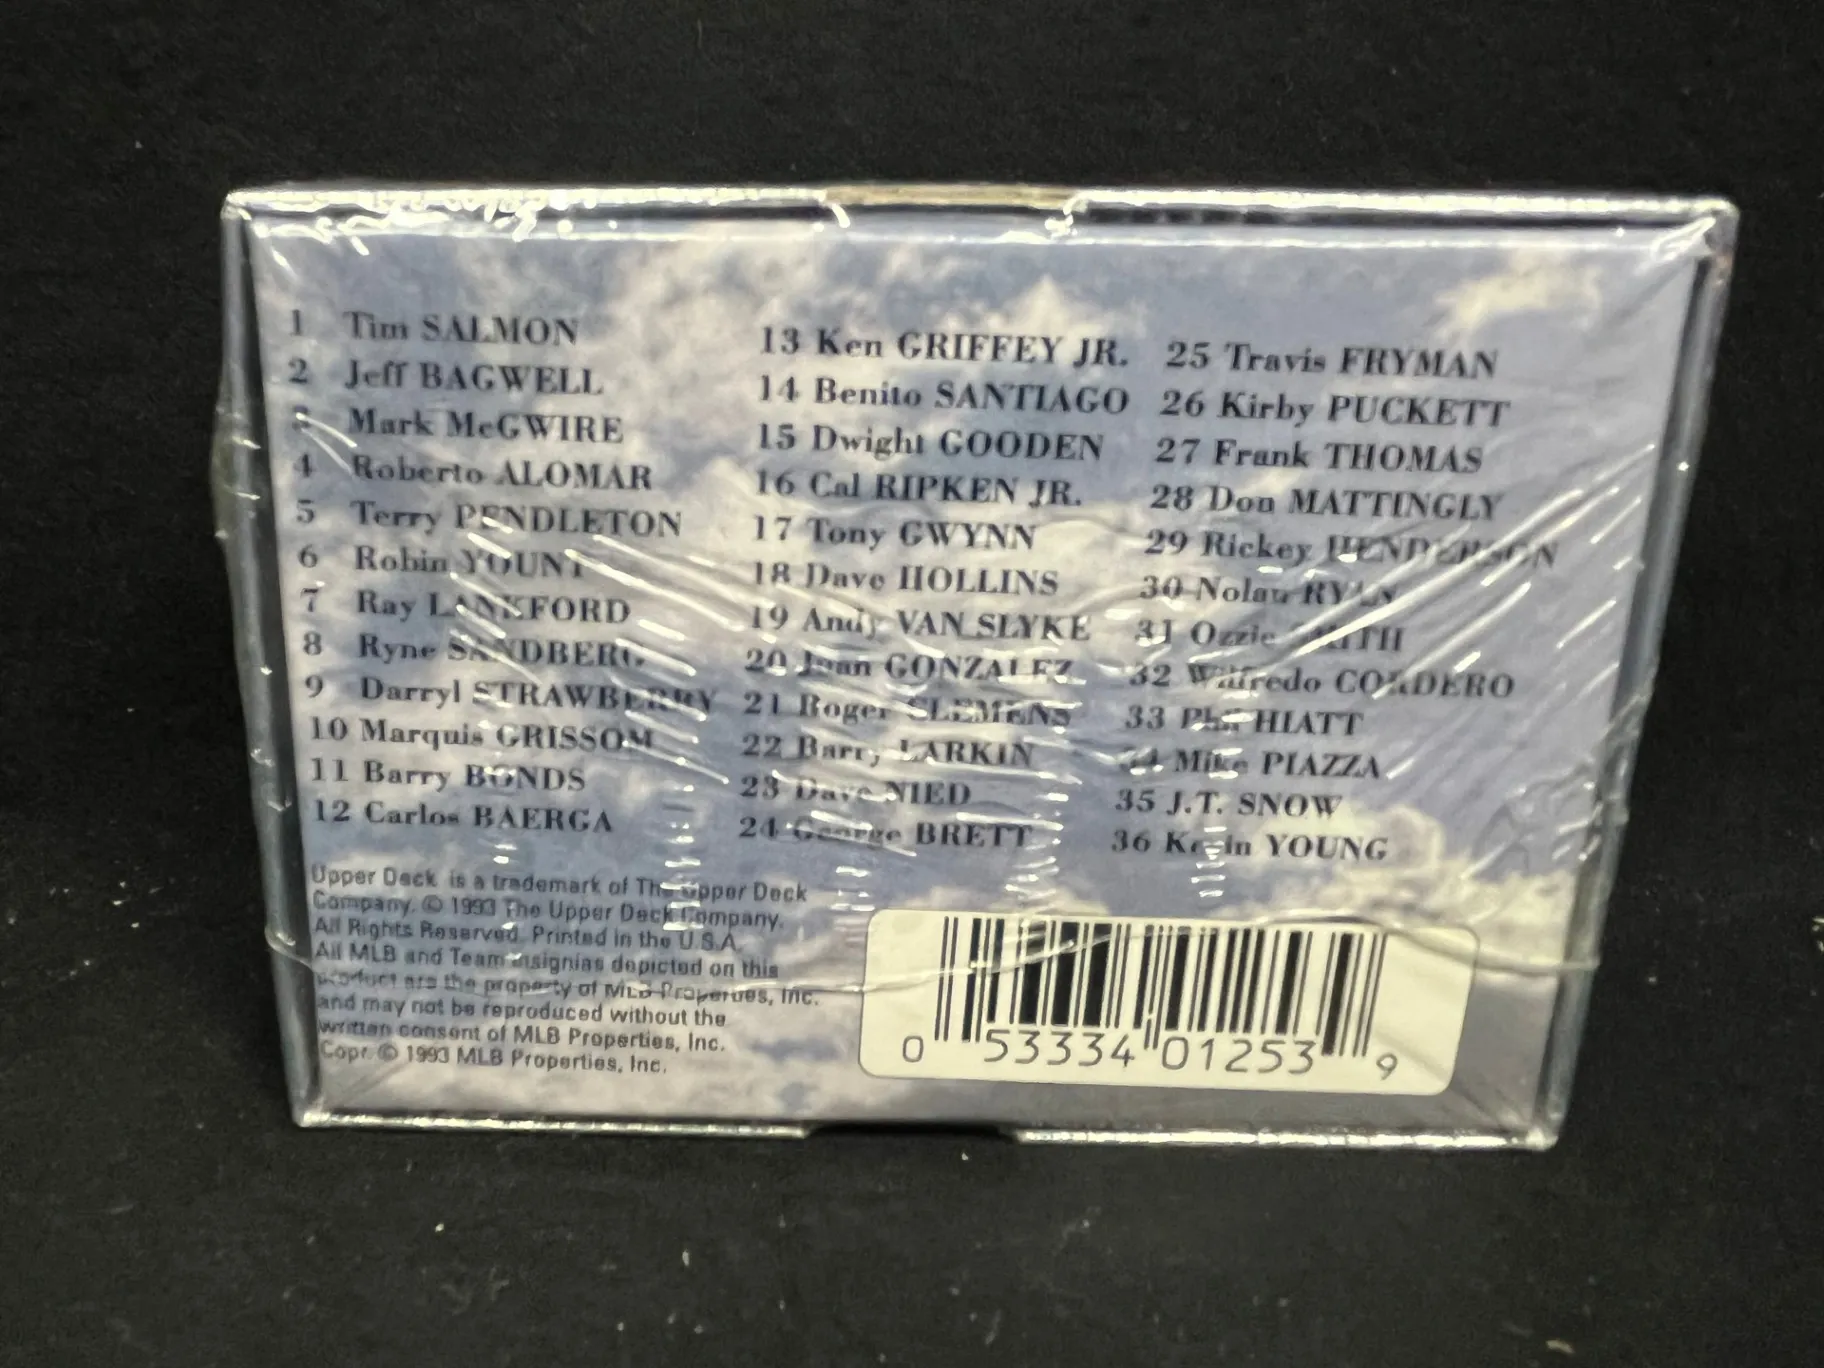 1 Tim SALMON
2 Jeff BAGWELL
3 Mark McGWIRE
4 Roberto ALOMAR
5 Terry PENDLETON
6 Robin YOUNT
7 Ray LANKFORD
8 Ryne SANDBERG
9 Darryl STRAWBERRY
10 Marquis GRISSOM
11 Barry BONDS
12 Carlos BAERGA
13 Ken GRIFFEY JR.
14 Benito SANTIAGO
15 Dwight GOODEN
16 Cal RIPKEN JR.
17 Tony GWYNN
18 Dave HOLLINS
19 Andy VAN SLYKE
20 Juan GONZALEZ
21 Roger CLEMENS
22 Barry LARKIN
23 Dave NIED
24 George BRETT
25 Travis FRYMAN
26 Kirby PUCKETT
27 Frank THOMAS
28 Don MATTINGLY
29 Rickey HENDERSON
30 Nolan RYAN
31 Ozzie SMITH
32 Wilfredo CORDERO
33 Phil HIATT
34 Mike PIAZZA
35 J.T. SNOW
36 Kevin YOUNG
Upper Deck is a trademark of The Upper Deck
Company. © 1993 The Upper Deck Company.
All Rights Reserved. Printed in the U.S.A.
All MLB and Team insignias depicted on this
product are the property of MLB Properties, Inc.
and may not be reproduced without the
written consent of MLB Properties, Inc.
Copr. © 1993 MLB Properties, Inc.
0 53334 01253 9